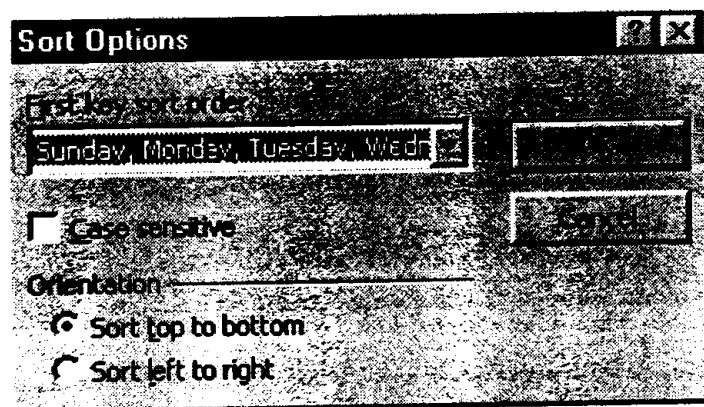 Sort Options
First key sort order
Sunday, Monday, Tuesday, Wedn
Case sensitive
Cancel
Orientation
Sort top to bottom
Sort left to right